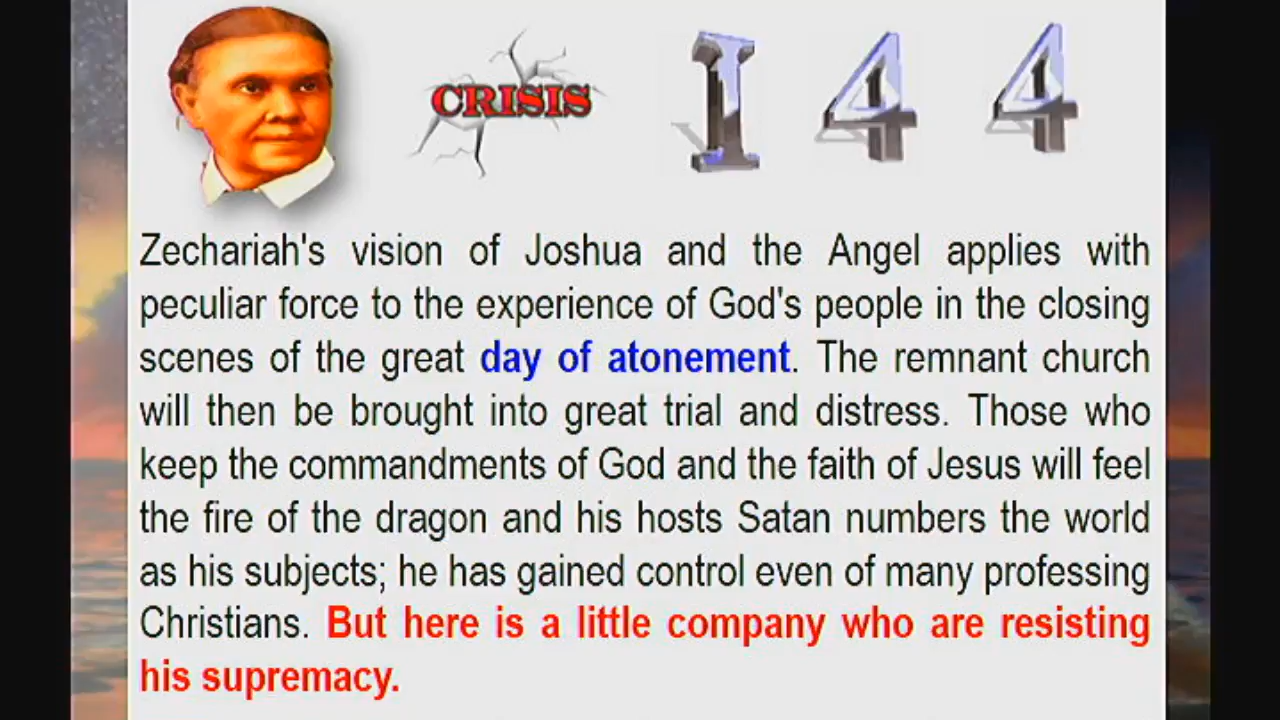 CRISIS 144
Zechariah's vision of Joshua and the Angel applies with
peculiar force to the experience of God's people in the closing
scenes of the great day of atonement. The remnant church
will then be brought into great trial and distress. Those who
keep the commandments of God and the faith of Jesus will feel
the fire of the dragon and his hosts Satan numbers the world
as his subjects; he has gained control even of many professing
Christians. But here is a little company who are resisting
his supremacy.